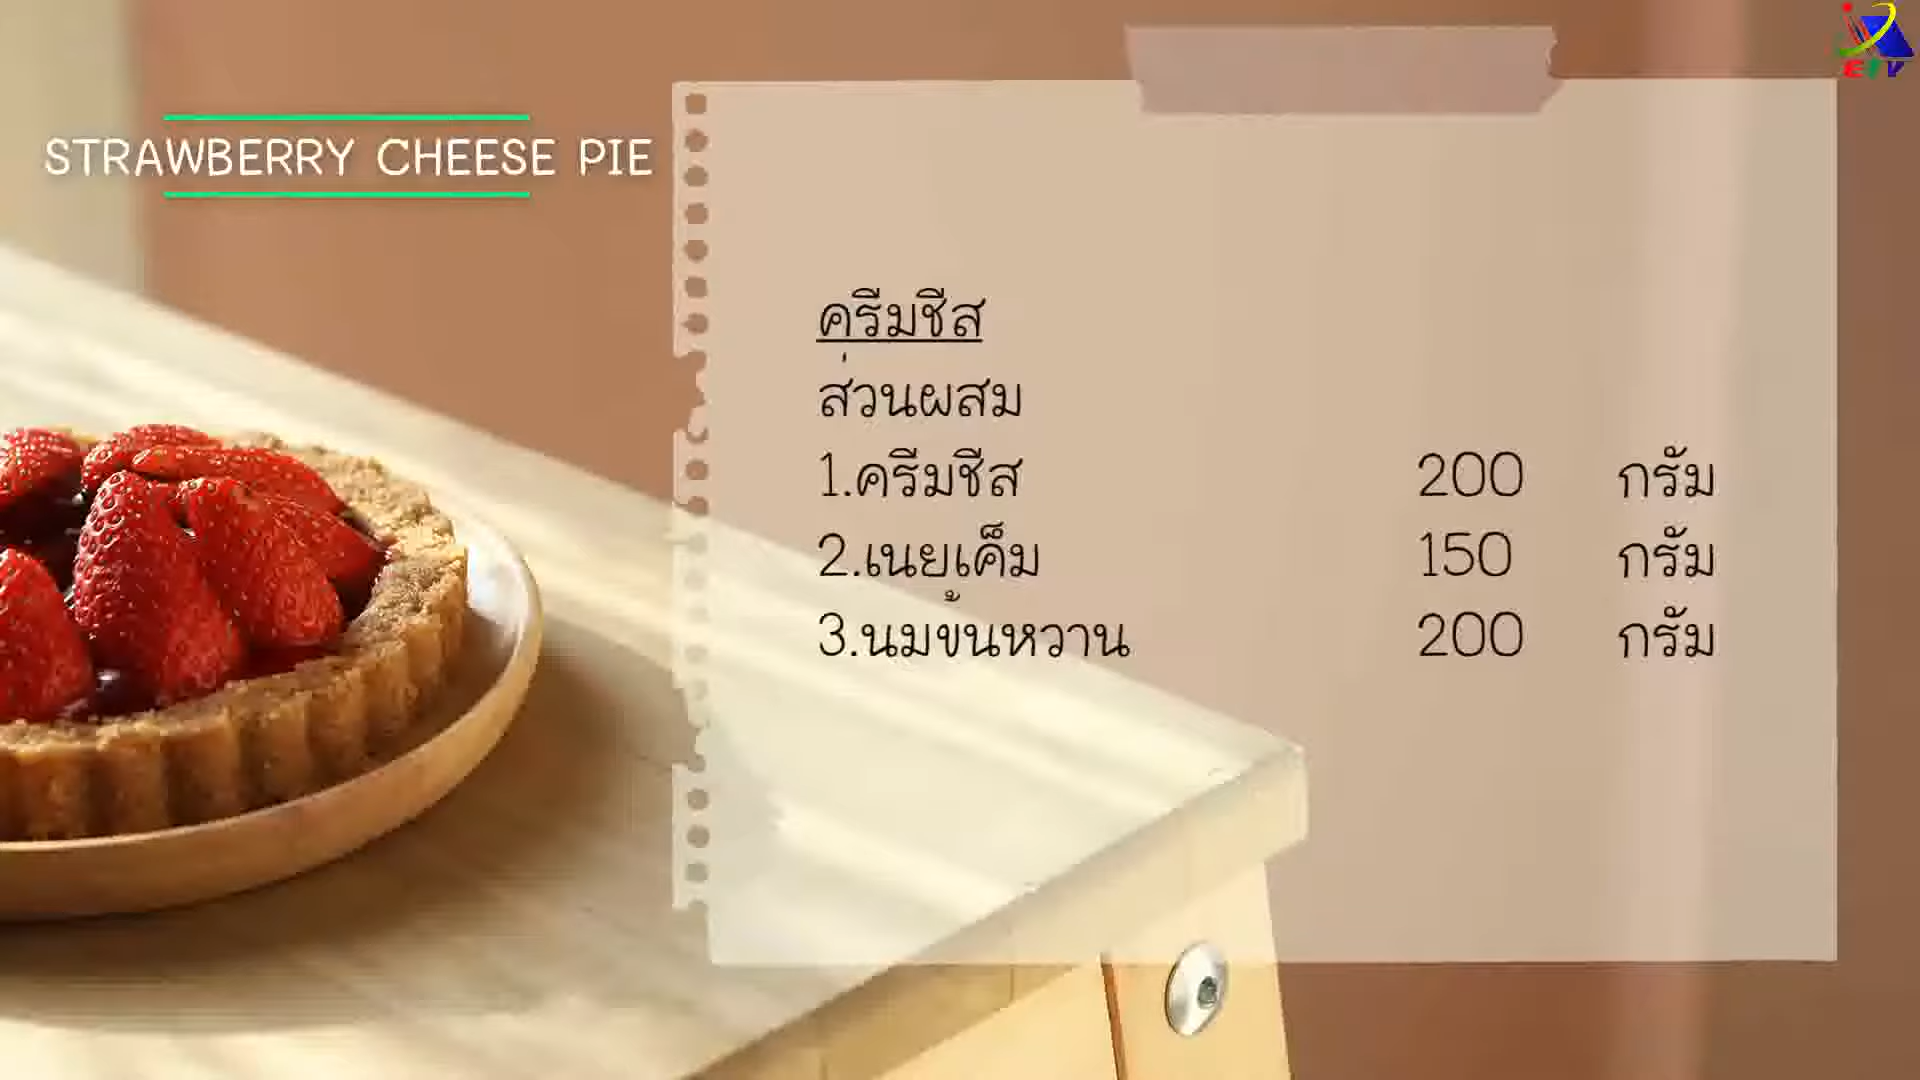 STRAWBERRY CHEESE PIE
ครีมชีส
ส่วนผสม
1.ครีมชีส 200 กรัม
2.เนยเค็ม 150 กรัม
3.นมข้นหวาน 200 กรัม
ETV